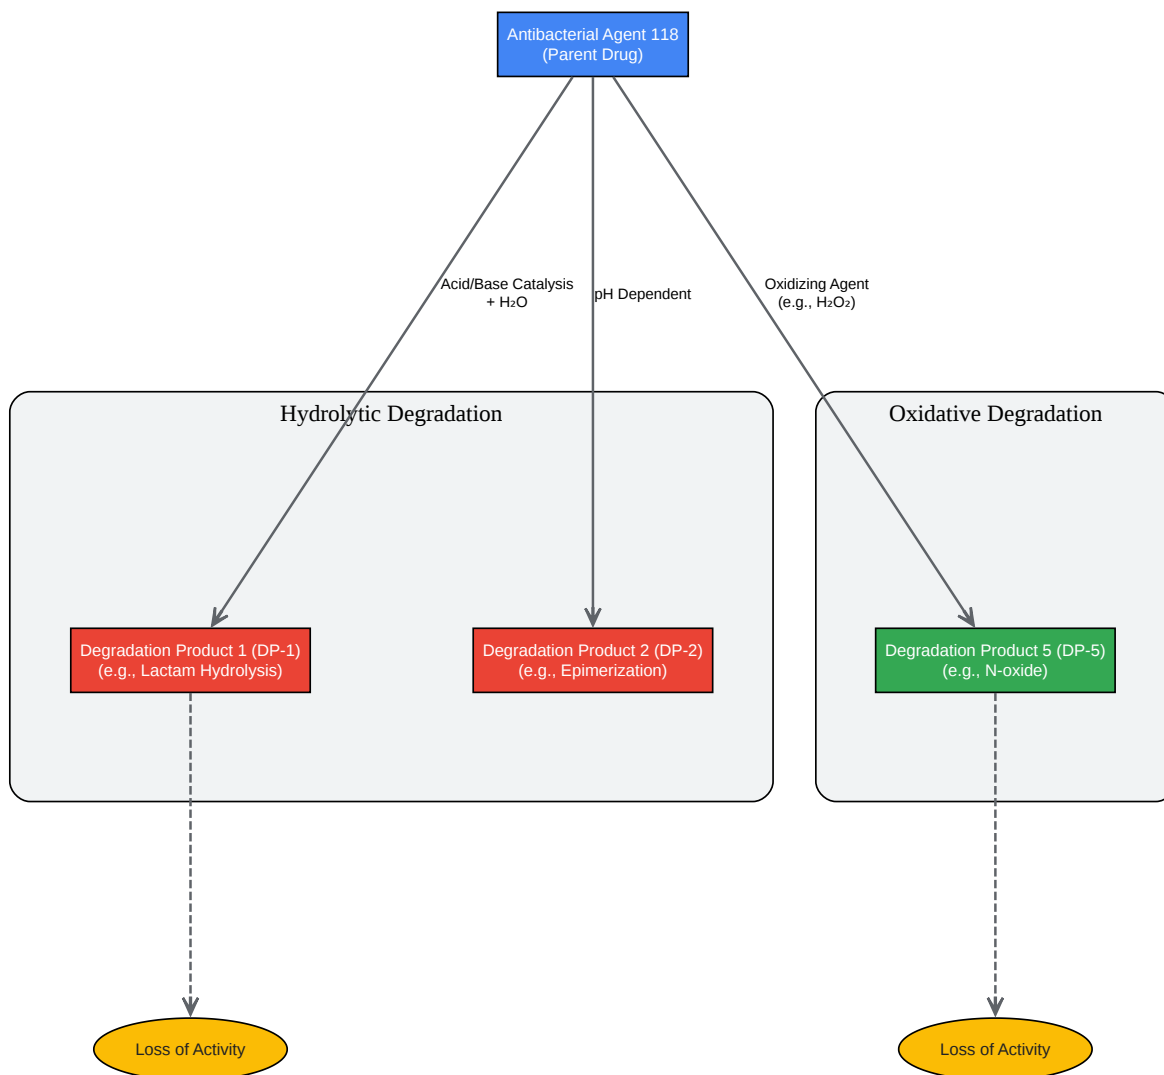 Antibacterial Agent 118
(Parent Drug)
Acid/Base Catalysis
+ H₂O
pH Dependent
Oxidizing Agent
(e.g., H₂O₂)
Hydrolytic Degradation
Oxidative Degradation
Degradation Product 1 (DP-1)
(e.g., Lactam Hydrolysis)
Degradation Product 2 (DP-2)
(e.g., Epimerization)
Degradation Product 5 (DP-5)
(e.g., N-oxide)
Loss of Activity
Loss of Activity